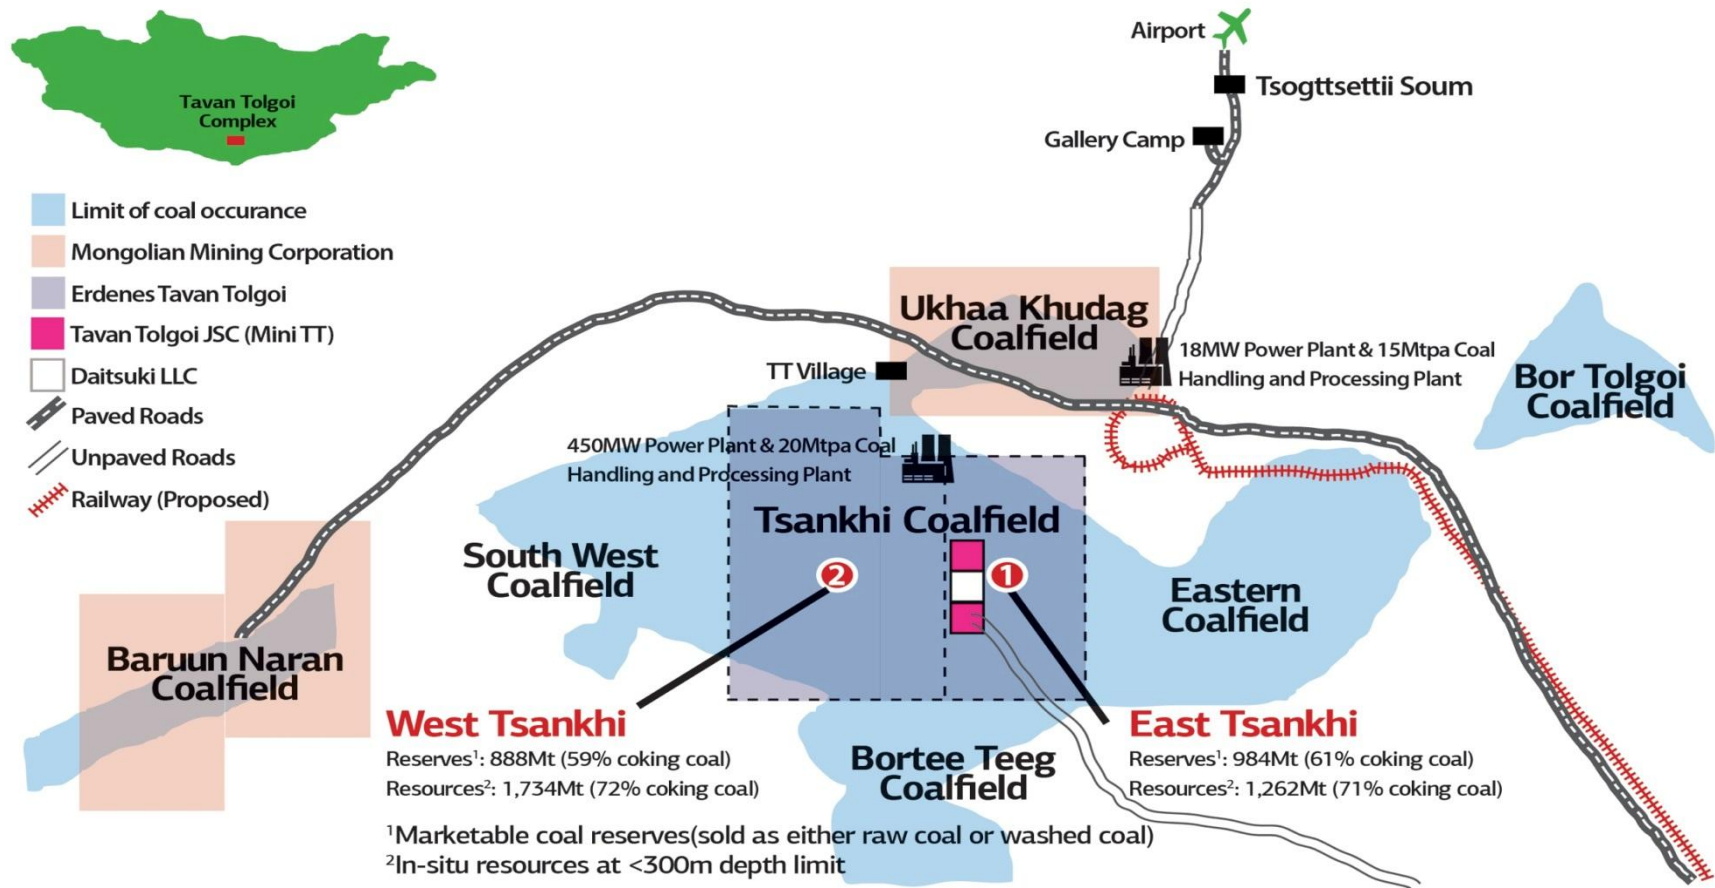 Airport
Tsogttsettii Soum
Gallery Camp
Tavan Tolgoi
Complex
Limit of coal occurance
Mongolian Mining Corporation
Erdenes Tavan Tolgoi
Tavan Tolgoi JSC (Mini TT)
Daitsuki LLC
Paved Roads
Unpaved Roads
Railway (Proposed)
Ukhaa Khudag
Coalfield
18MW Power Plant & 15Mtpa Coal
Handling and Processing Plant
TT Village
Bor Tolgoi
Coalfield
450MW Power Plant & 20Mtpa Coal
Handling and Processing Plant
Tsankhi Coalfield
South West
Coalfield
2
1
Eastern
Coalfield
Baruun Naran
Coalfield
West Tsankhi
Reserves¹: 888Mt (59% coking coal)
Resources²: 1,734Mt (72% coking coal)
Bortee Teeg
Coalfield
East Tsankhi
Reserves¹: 984Mt (61% coking coal)
Resources²: 1,262Mt (71% coking coal)
¹Marketable coal reserves(sold as either raw coal or washed coal)
²In-situ resources at <300m depth limit